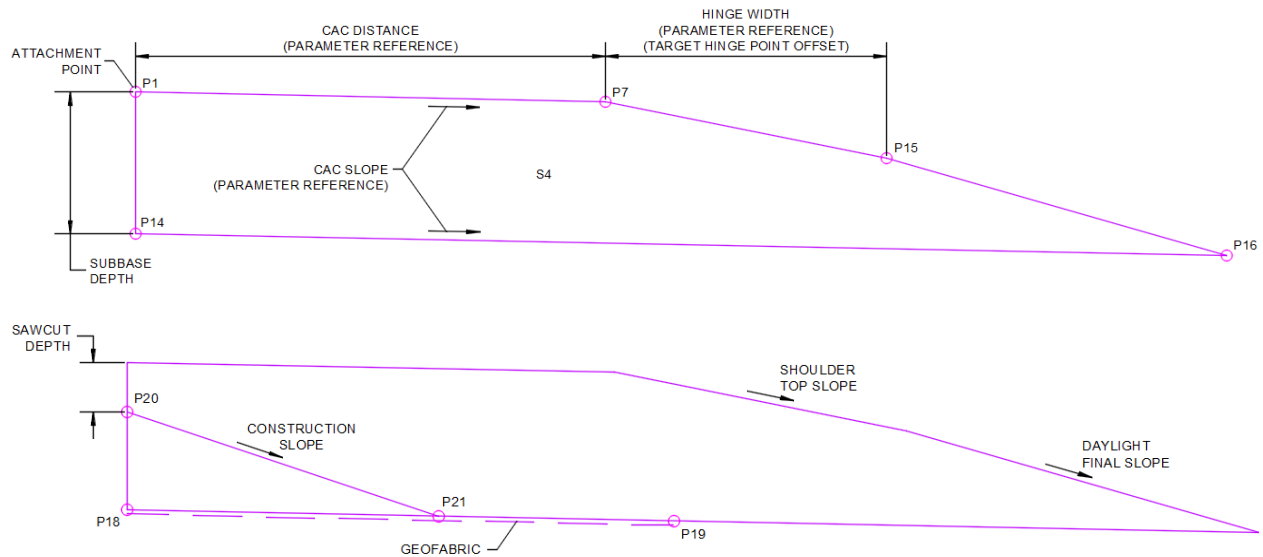 HINGE WIDTH
(PARAMETER REFERENCE)
(TARGET HINGE POINT OFFSET)
CAC DISTANCE
(PARAMETER REFERENCE)
ATTACHMENT
POINT
P1
P7
P15
CAC SLOPE
(PARAMETER REFERENCE)
S4
P14
P16
SUBBASE
DEPTH
SAWCUT
DEPTH
SHOULDER
TOP SLOPE
P20
CONSTRUCTION
SLOPE
DAYLIGHT
FINAL SLOPE
P21
P18
P19
GEOFABRIC